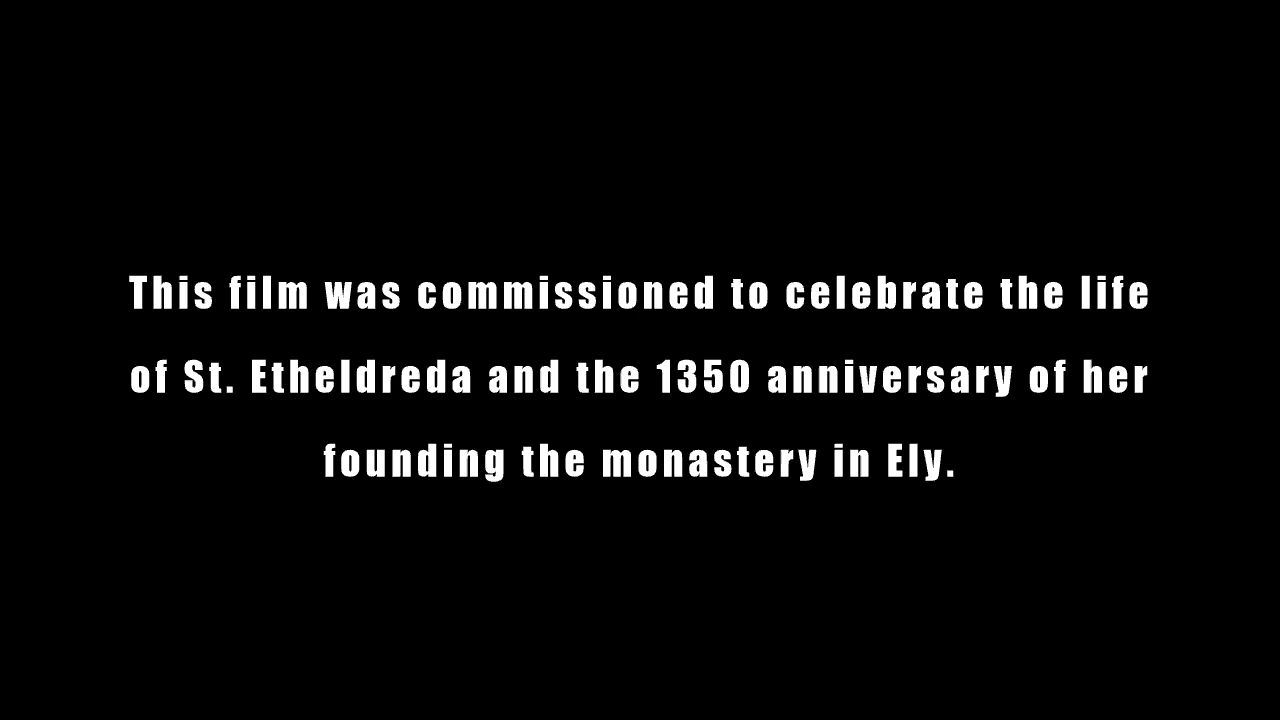 This film was commissioned to celebrate the life
of St. Etheldreda and the 1350 anniversary of her
founding the monastery in Ely.